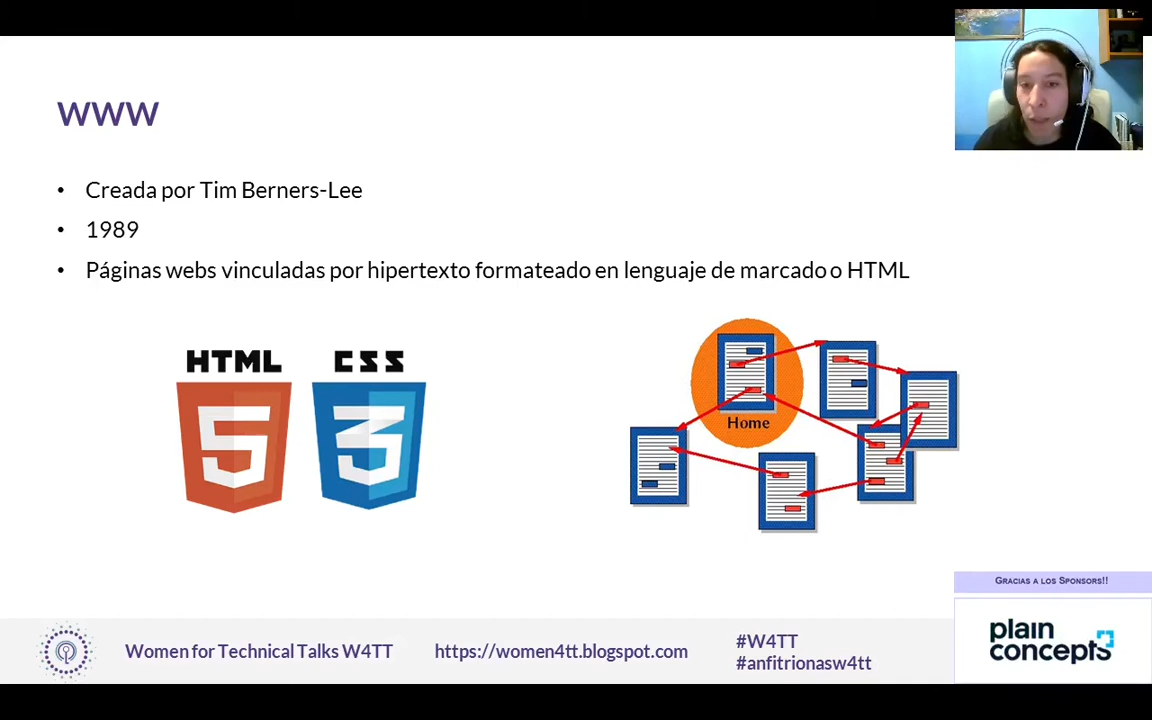 WWW
• Creada por Tim Berners-Lee
• 1989
• Páginas webs vinculadas por hipertexto formateado en lenguaje de marcado o HTML
HTML
5
CSS
3
Home
GRACIAS A LOS SPONSORS!!
plain
concepts
Women for Technical Talks W4TT
https://women4tt.blogspot.com
#W4TT
#anfitrionasw4tt